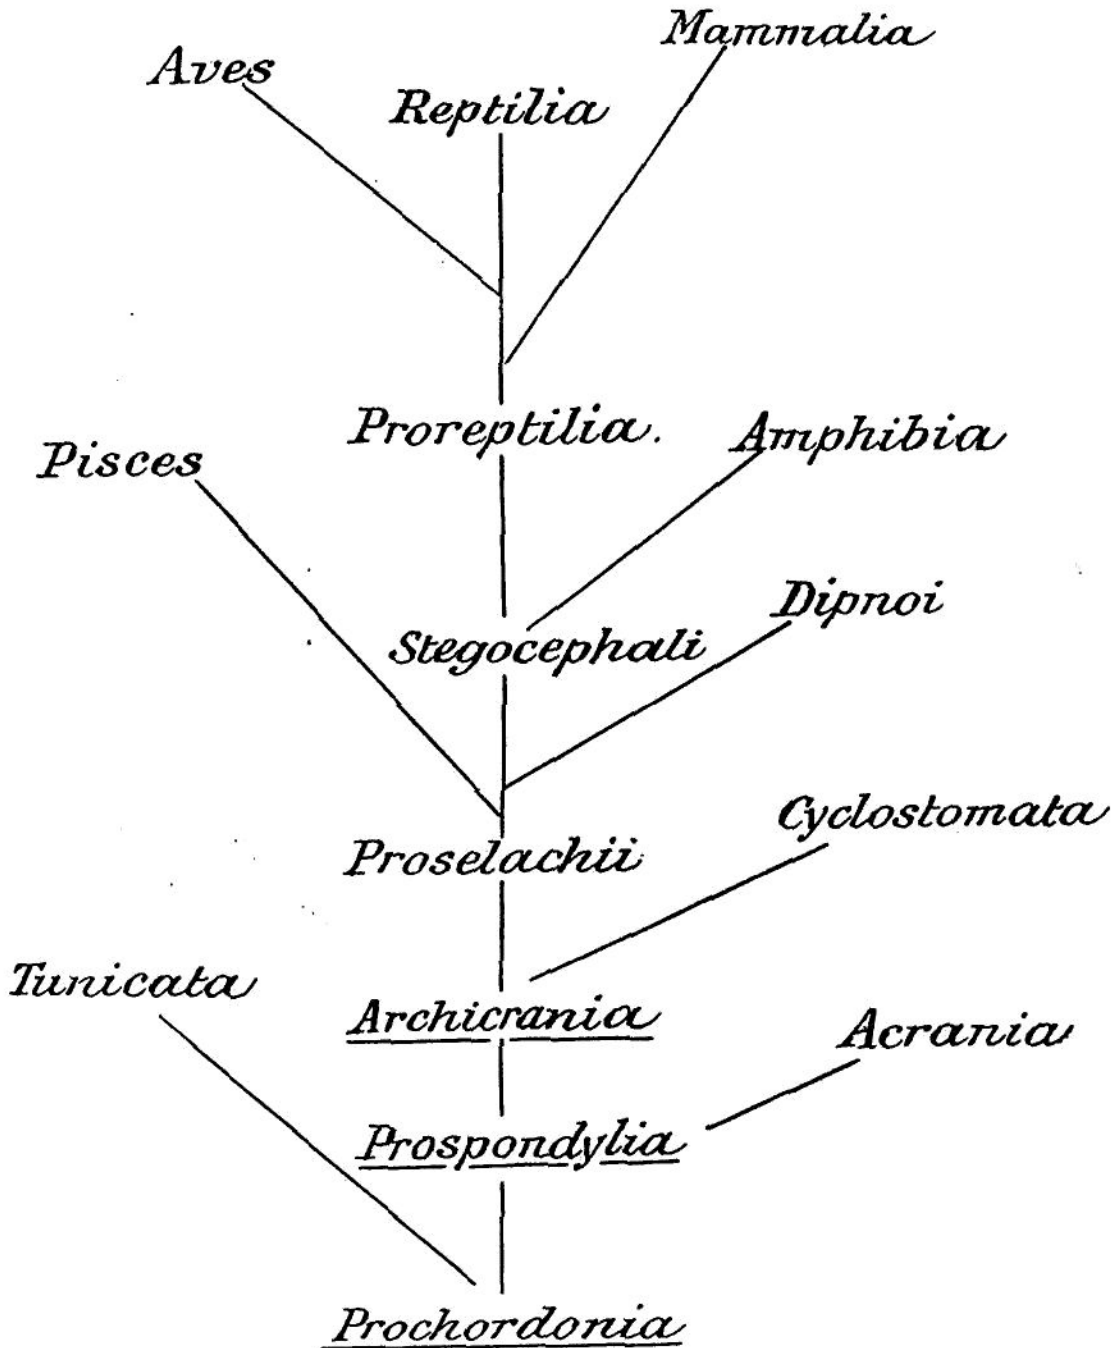 Mammalia
Aves
Reptilia
Proreptilia.
Amphibia
Pisces
Dipnoi
Stegocephali
Cyclostomata
Proselachii
Tunicata
Archicrania
Acrania
Prospondylia
Prochordonia